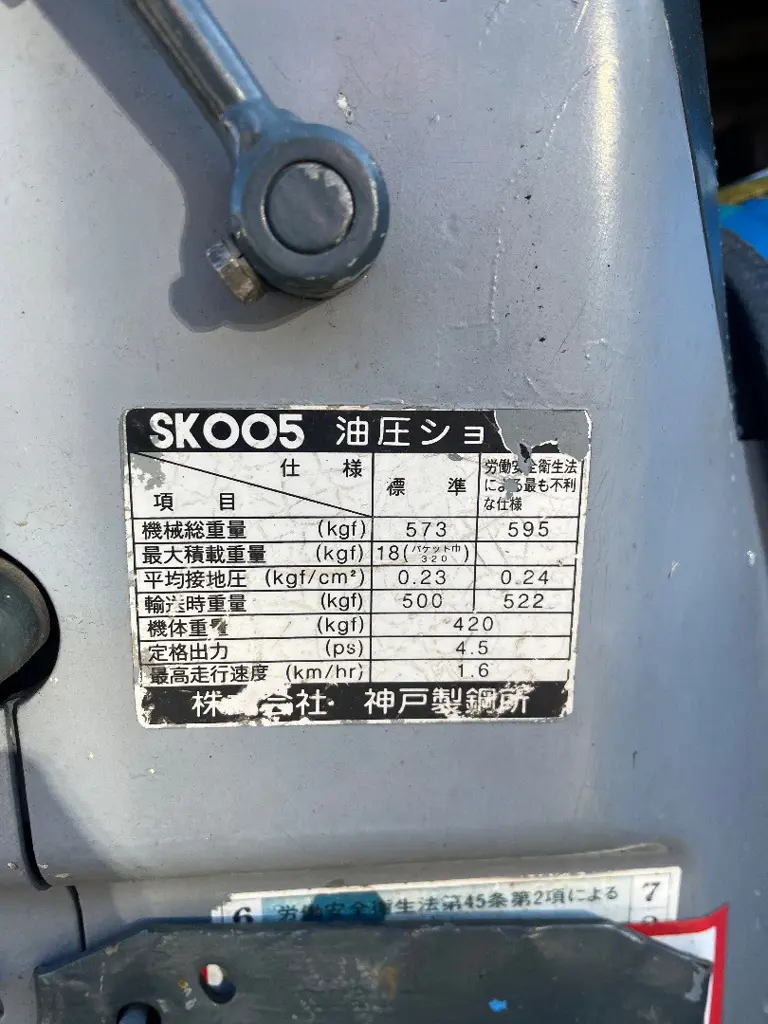 SK005 油圧ショ
仕 様
項 目
標 準
労働安全衛生法
による最も不利
な仕様
機械総重量 (kgf) 573 595
最大積載重量 (kgf) 18(バケット巾320)
平均接地圧 (kgf/cm²) 0.23 0.24
輸送時重量 (kgf) 500 522
機体重量 (kgf) 420
定格出力 (ps) 4.5
最高走行速度 (km/hr) 1.6
株式会社 神戸製鋼所
6 労働安全衛生法第45条第2項による 7